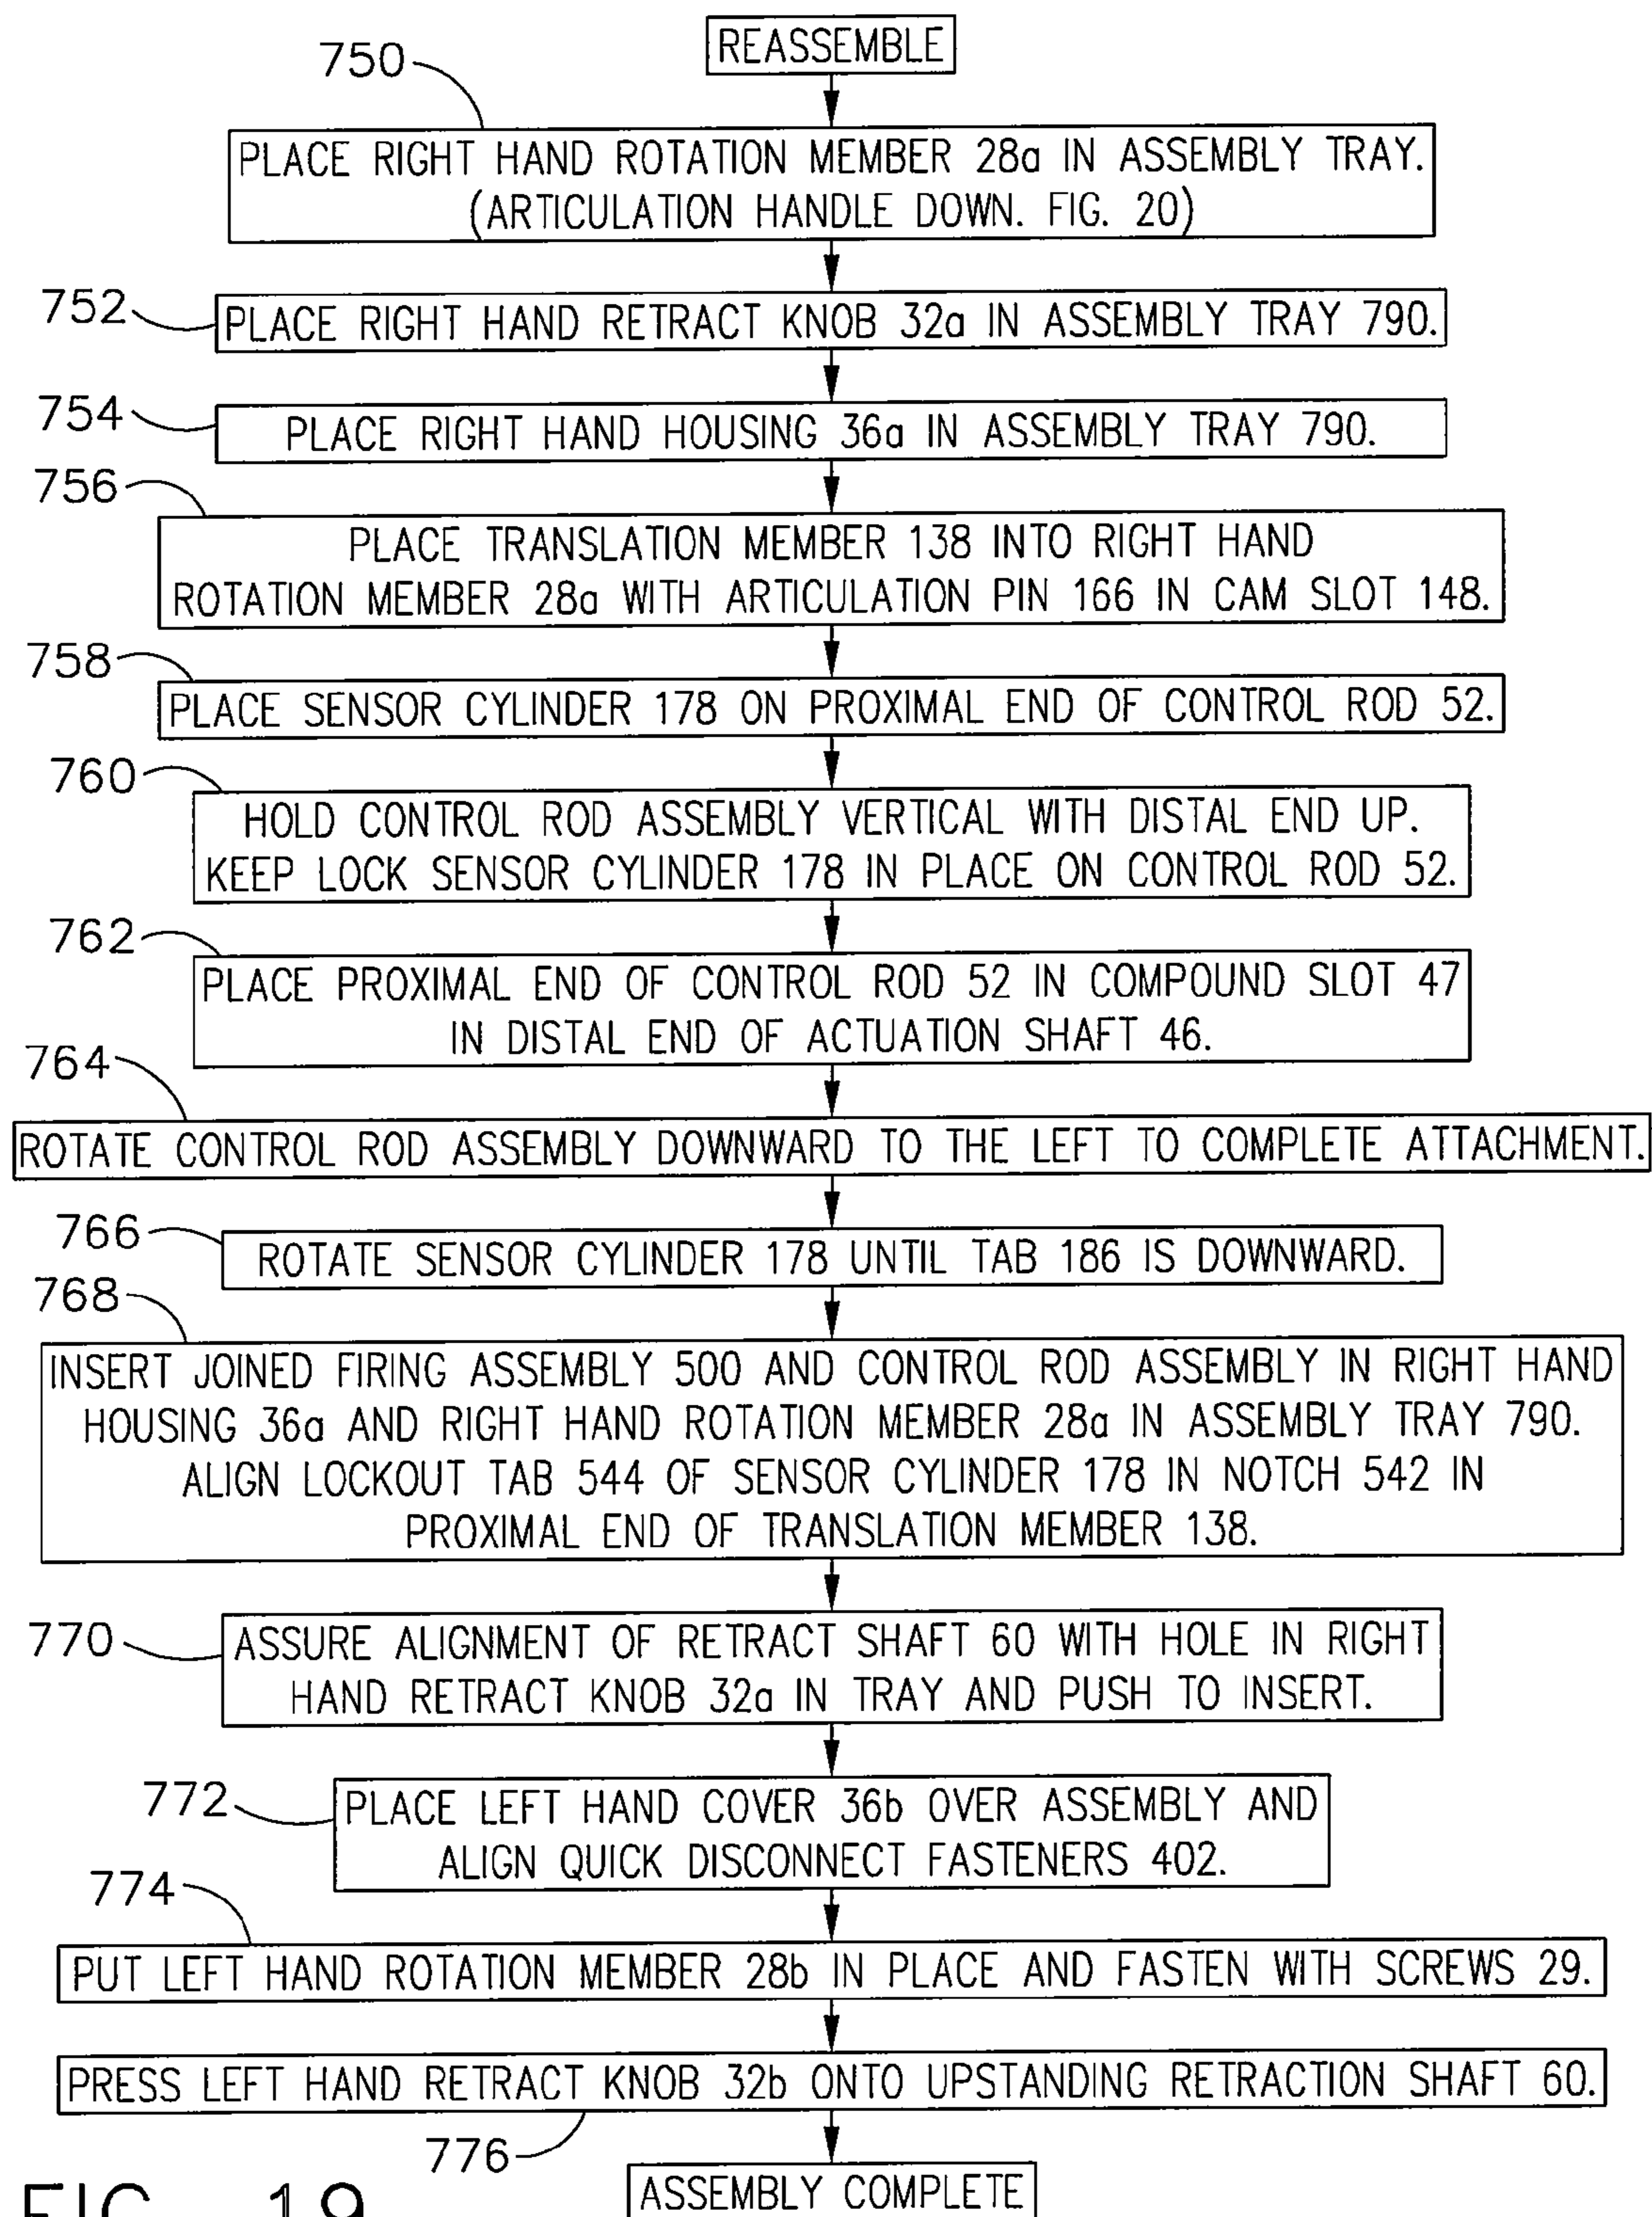 REASSEMBLE
750
PLACE RIGHT HAND ROTATION MEMBER 28a IN ASSEMBLY TRAY.
(ARTICULATION HANDLE DOWN. FIG. 20)
752
PLACE RIGHT HAND RETRACT KNOB 32a IN ASSEMBLY TRAY 790.
754
PLACE RIGHT HAND HOUSING 36a IN ASSEMBLY TRAY 790.
756
PLACE TRANSLATION MEMBER 138 INTO RIGHT HAND
ROTATION MEMBER 28a WITH ARTICULATION PIN 166 IN CAM SLOT 148.
758
PLACE SENSOR CYLINDER 178 ON PROXIMAL END OF CONTROL ROD 52.
760
HOLD CONTROL ROD ASSEMBLY VERTICAL WITH DISTAL END UP.
KEEP LOCK SENSOR CYLINDER 178 IN PLACE ON CONTROL ROD 52.
762
PLACE PROXIMAL END OF CONTROL ROD 52 IN COMPOUND SLOT 47
IN DISTAL END OF ACTUATION SHAFT 46.
764
ROTATE CONTROL ROD ASSEMBLY DOWNWARD TO THE LEFT TO COMPLETE ATTACHMENT.
766
ROTATE SENSOR CYLINDER 178 UNTIL TAB 186 IS DOWNWARD.
768
INSERT JOINED FIRING ASSEMBLY 500 AND CONTROL ROD ASSEMBLY IN RIGHT HAND
HOUSING 36a AND RIGHT HAND ROTATION MEMBER 28a IN ASSEMBLY TRAY 790.
ALIGN LOCKOUT TAB 544 OF SENSOR CYLINDER 178 IN NOTCH 542 IN
PROXIMAL END OF TRANSLATION MEMBER 138.
770
ASSURE ALIGNMENT OF RETRACT SHAFT 60 WITH HOLE IN RIGHT
HAND RETRACT KNOB 32a IN TRAY AND PUSH TO INSERT.
772
PLACE LEFT HAND COVER 36b OVER ASSEMBLY AND
ALIGN QUICK DISCONNECT FASTENERS 402.
774
PUT LEFT HAND ROTATION MEMBER 28b IN PLACE AND FASTEN WITH SCREWS 29.
PRESS LEFT HAND RETRACT KNOB 32b ONTO UPSTANDING RETRACTION SHAFT 60.
776
ASSEMBLY COMPLETE
FIG. 19